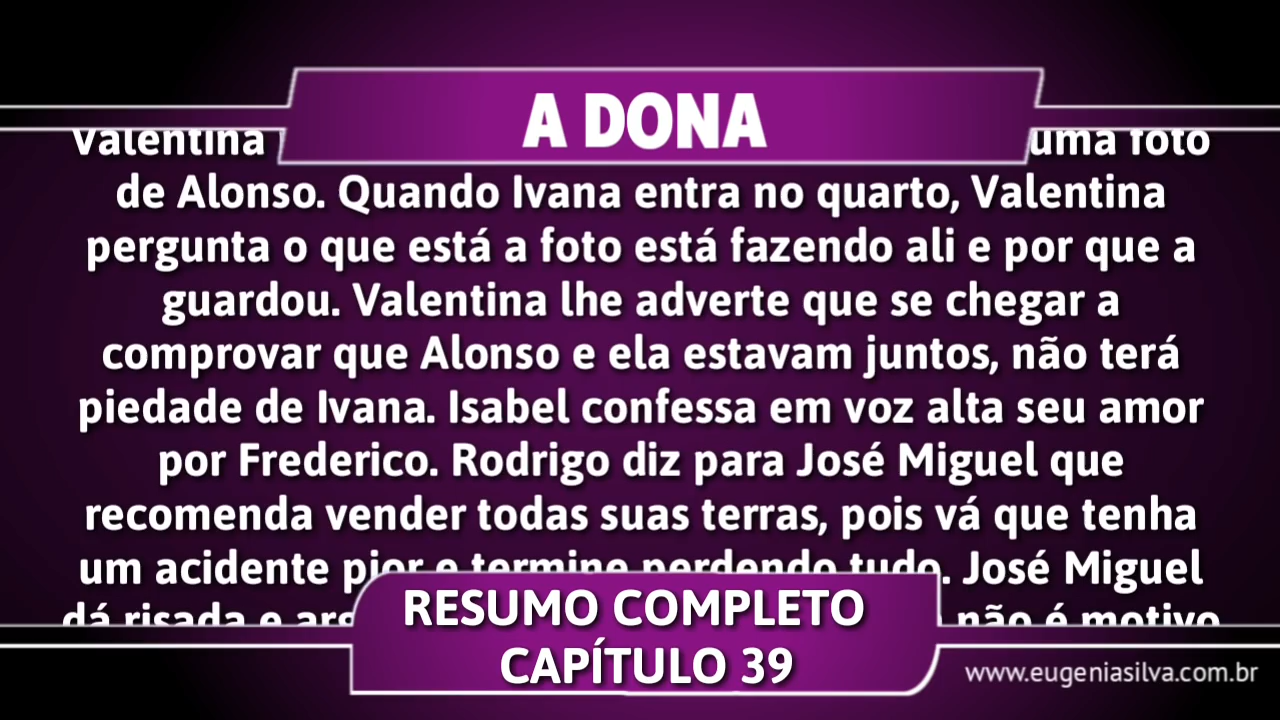 A DONA
Valentina uma foto
de Alonso. Quando Ivana entra no quarto, Valentina
pergunta o que está a foto está fazendo ali e por que a
guardou. Valentina lhe adverte que se chegar a
comprovar que Alonso e ela estavam juntos, não terá
piedade de Ivana. Isabel confessa em voz alta seu amor
por Frederico. Rodrigo diz para José Miguel que
recomenda vender todas suas terras, pois vá que tenha
um acidente pior e termine perdendo tudo. José Miguel
dá risada e não é motivo
RESUMO COMPLETO
CAPÍTULO 39
www.eugeniasilva.com.br